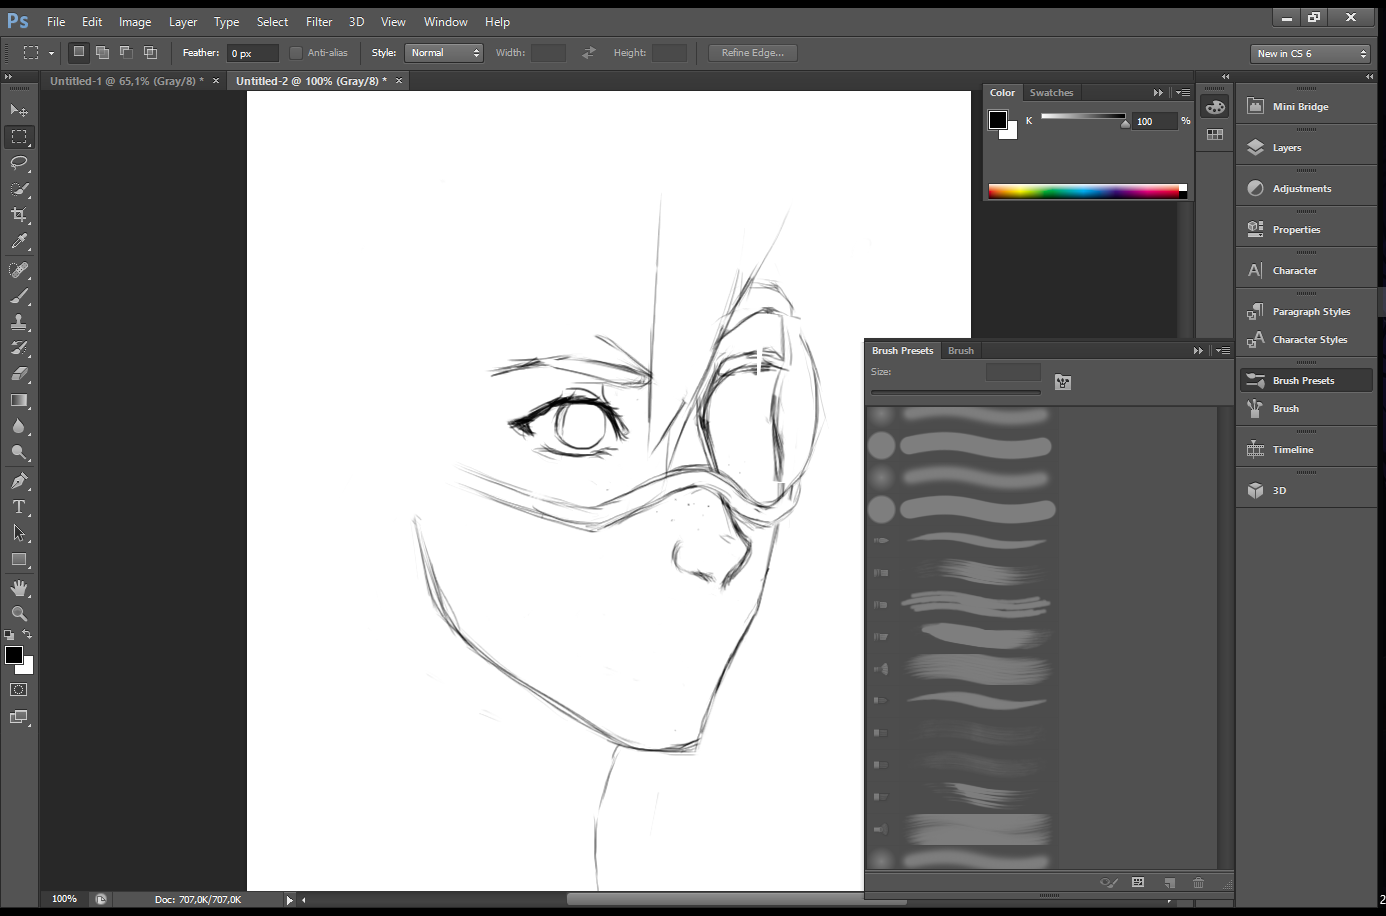 Ps File Edit Image Layer Type Select Filter 3D View Window Help
Feather: 0 px Anti-alias Style: Normal Width: Height: Refine Edge... New in CS 6
Untitled-1 @ 65,1% (Gray/8) * × Untitled-2 @ 100% (Gray/8) * ×
Color Swatches
K 100 %
Mini Bridge
Layers
Adjustments
Properties
Character
Paragraph Styles
Character Styles
Brush Presets
Brush
Timeline
3D
Brush Presets Brush
Size:
100% Doc: 707,0K/707,0K
2